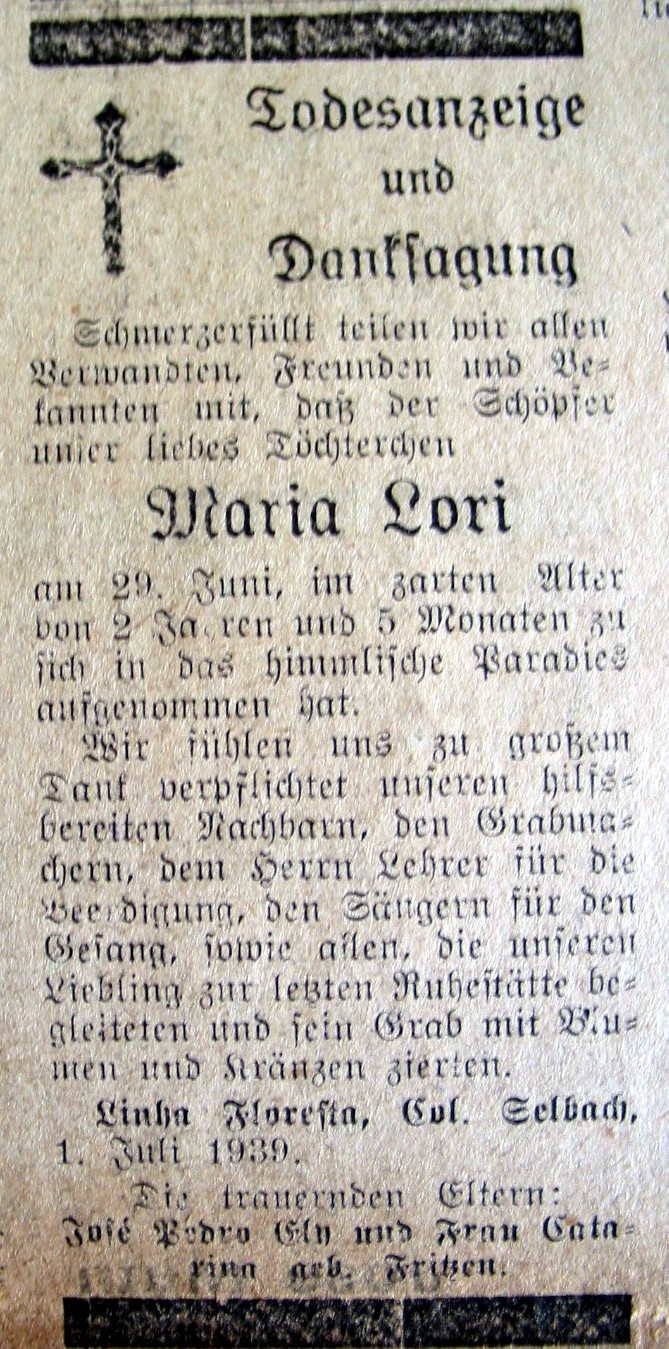 Todesanzeige
und
Danksagung
Schmerzerfüllt teilen wir allen
Verwandten, Freunden und Be-
kannten mit, daß der Schöpfer
unser liebes Töchterchen
Maria Lori
am 29. Juni, im zarten Alter
von 2 Jahren und 5 Monaten zu
sich in das himmlische Paradies
aufgenommen hat.
Wir fühlen uns zu großem
Dank verpflichtet unseren hilfs-
bereiten Nachbarn, den Grabma-
chern, dem Herrn Lehrer für die
Beerdigung, den Sängern für den
Gesang, sowie allen, die unseren
Liebling zur letzten Ruhestätte be-
gleiteten und sein Grab mit Blu-
men und Kränzen zierten.
Linha Floresta, Col. Selbach,
1. Juli 1939.
Die trauernden Eltern:
José Pedro Ely und Frau Cata-
rina geb. Fritzen.